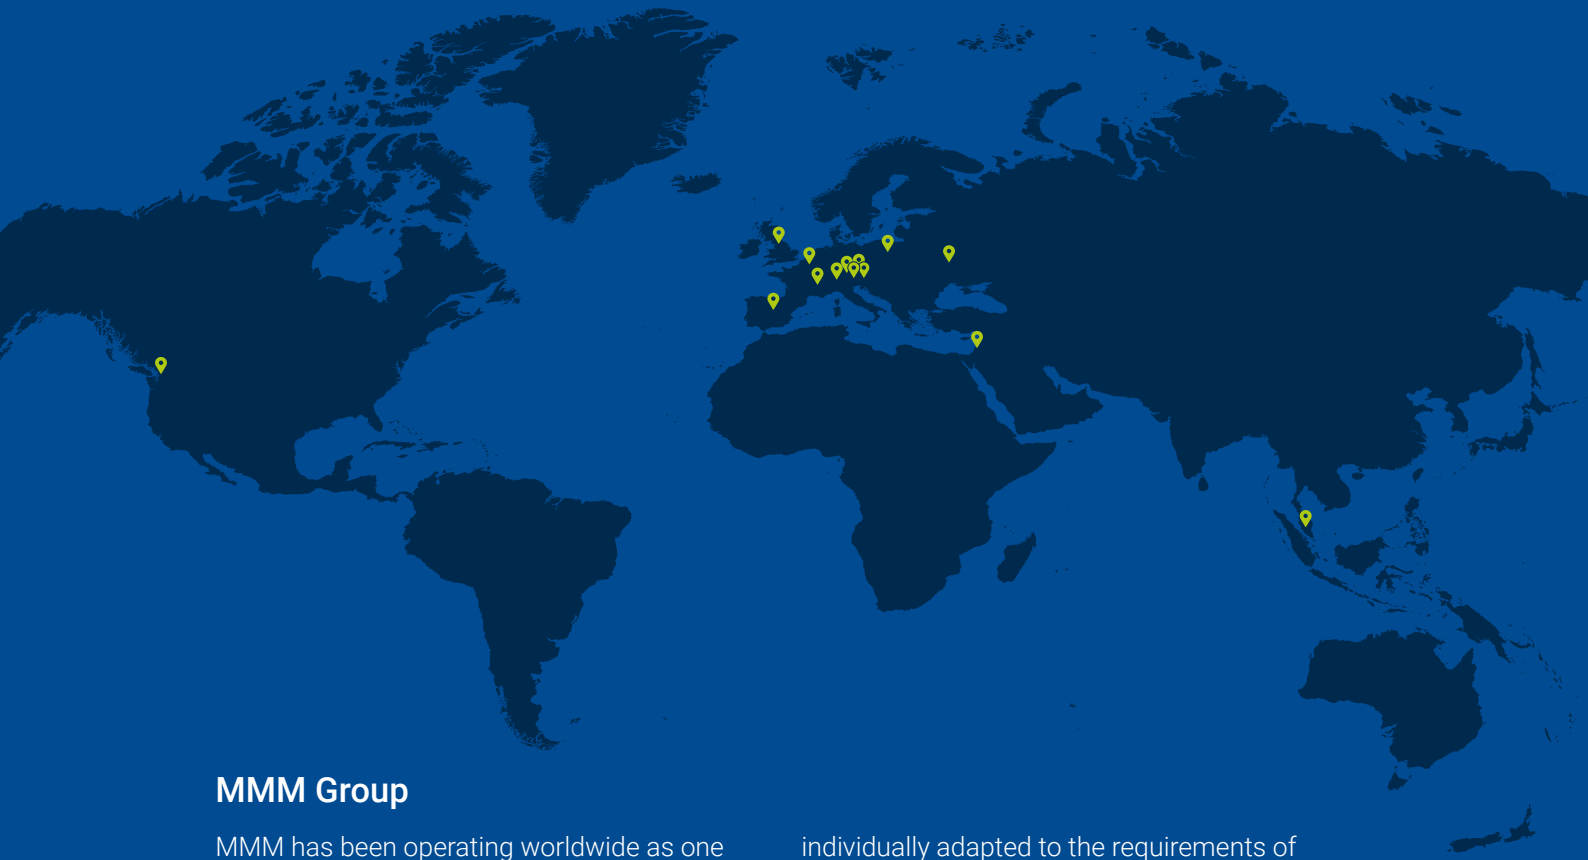 MMM Group
MMM has been operating worldwide as one
individually adapted to the requirements of